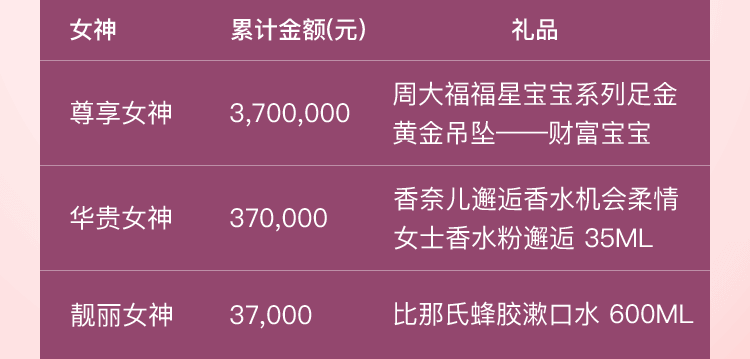 女神 累计金额(元) 礼品
尊享女神 3,700,000 周大福福星宝宝系列足金
黄金吊坠——财富宝宝
华贵女神 370,000 香奈儿邂逅香水机会柔情
女士香水粉邂逅 35ML
靓丽女神 37,000 比那氏蜂胶漱口水 600ML